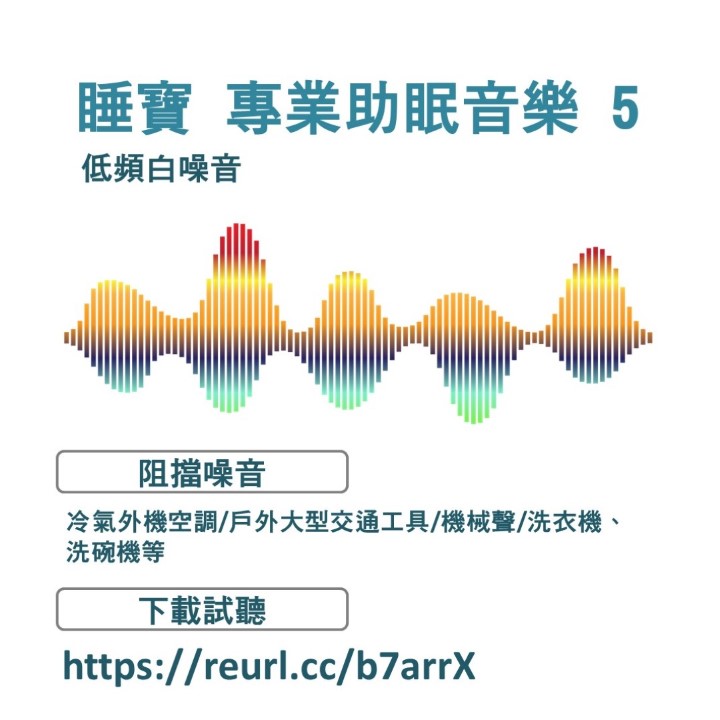 睡寶 專業助眠音樂 5
低頻白噪音
阻擋噪音
冷氣外機空調/戶外大型交通工具/機械聲/洗衣機、
洗碗機等
下載試聽
https://reurl.cc/b7arrX